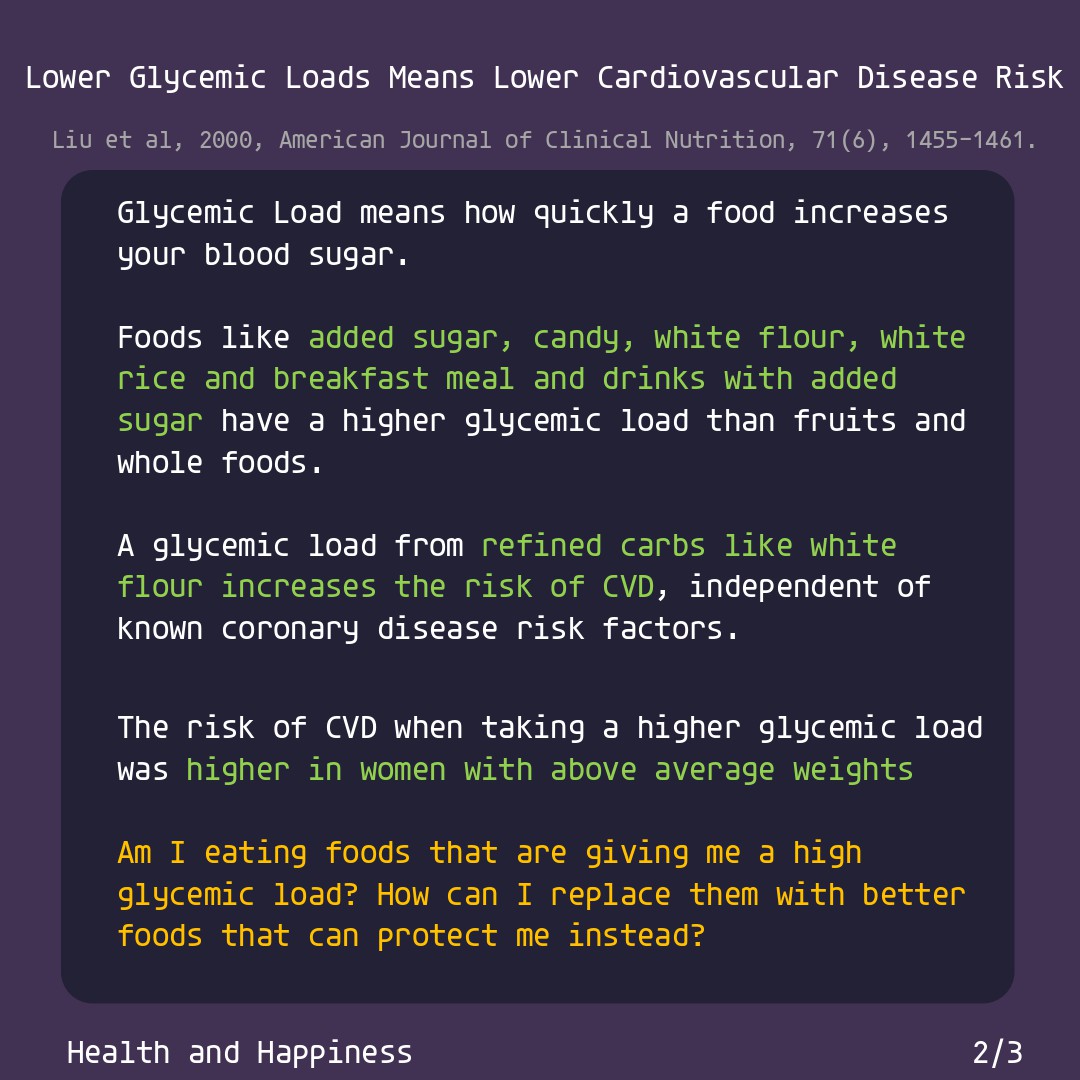 Lower Glycemic Loads Means Lower Cardiovascular Disease Risk
Liu et al, 2000, American Journal of Clinical Nutrition, 71(6), 1455-1461.
Glycemic Load means how quickly a food increases
your blood sugar.
Foods like added sugar, candy, white flour, white
rice and breakfast meal and drinks with added
sugar have a higher glycemic load than fruits and
whole foods.
A glycemic load from refined carbs like white
flour increases the risk of CVD, independent of
known coronary disease risk factors.
The risk of CVD when taking a higher glycemic load
was higher in women with above average weights
Am I eating foods that are giving me a high
glycemic load? How can I replace them with better
foods that can protect me instead?
Health and Happiness
2/3